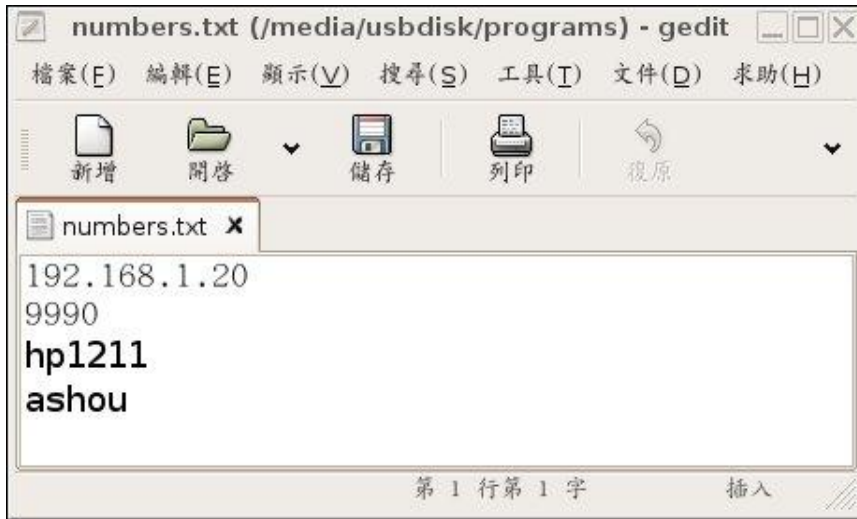 numbers.txt (/media/usbdisk/programs) - gedit
檔案(F) 編輯(E) 顯示(V) 搜尋(S) 工具(T) 文件(D) 求助(H)
新增 開啓 儲存 列印 復原
numbers.txt
192.168.1.20
9990
hp1211
ashou
第 1 行第 1 字 插入